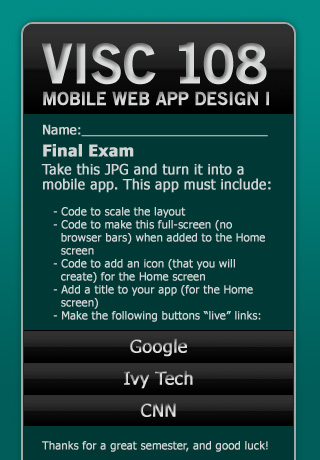 VISC 108
MOBILE WEB APP DESIGN I
Name:____________________________
Final Exam
Take this JPG and turn it into a
mobile app. This app must include:
- Code to scale the layout
- Code to make this full-screen (no
browser bars) when added to the Home
screen
- Code to add an icon (that you will
create) for the Home screen
- Add a title to your app (for the Home
screen)
- Make the following buttons “live” links:
Google
Ivy Tech
CNN
Thanks for a great semester, and good luck!